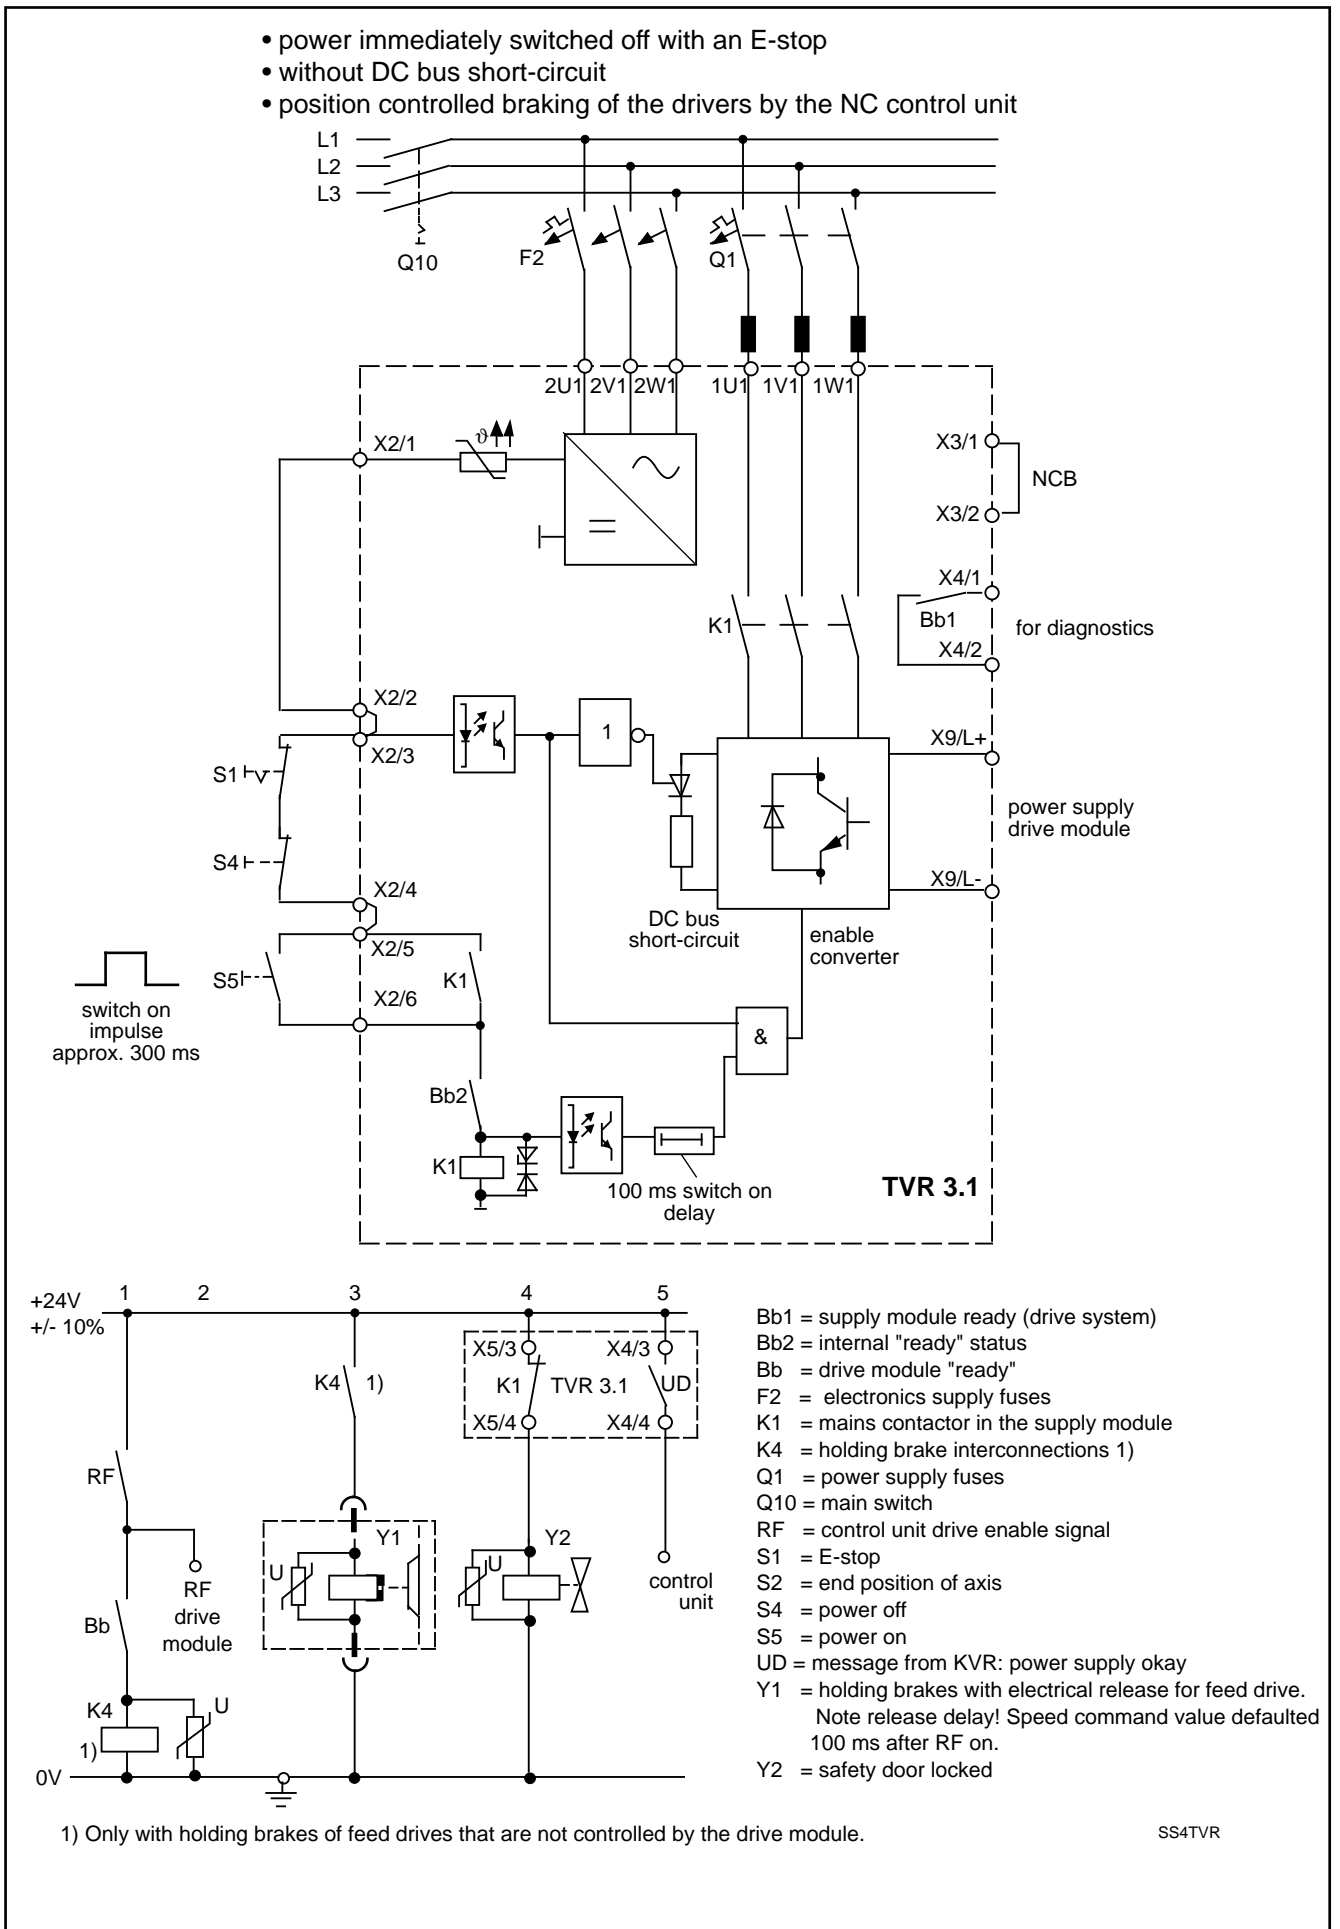 • power immediately switched off with an E-stop
• without DC bus short-circuit
• position controlled braking of the drivers by the NC control unit
L1
L2
L3
Q10
F2
Q1
2U1 2V1 2W1 1U1 1V1 1W1
X2/1
ϑ
X3/1
NCB
X3/2
X4/1
K1
Bb1
for diagnostics
X4/2
X2/2
1
X9/L+
X2/3
S1
power supply
drive module
S4
X2/4
X9/L-
DC bus
short-circuit
enable
converter
X2/5
S5
K1
X2/6
switch on
impulse
approx. 300 ms
&
Bb2
K1
100 ms switch on
delay
TVR 3.1
+24V
+/- 10%
1 2 3 4 5
X5/3 X4/3
K4 1)
K1 TVR 3.1 UD
X5/4 X4/4
RF
Y1
Y2
U
U
RF
drive
module
control
unit
Bb
K4
1)
U
0V
Bb1 = supply module ready (drive system)
Bb2 = internal "ready" status
Bb = drive module "ready"
F2 = electronics supply fuses
K1 = mains contactor in the supply module
K4 = holding brake interconnections 1)
Q1 = power supply fuses
Q10 = main switch
RF = control unit drive enable signal
S1 = E-stop
S2 = end position of axis
S4 = power off
S5 = power on
UD = message from KVR: power supply okay
Y1 = holding brakes with electrical release for feed drive.
Note release delay! Speed command value defaulted
100 ms after RF on.
Y2 = safety door locked
1) Only with holding brakes of feed drives that are not controlled by the drive module.
SS4TVR